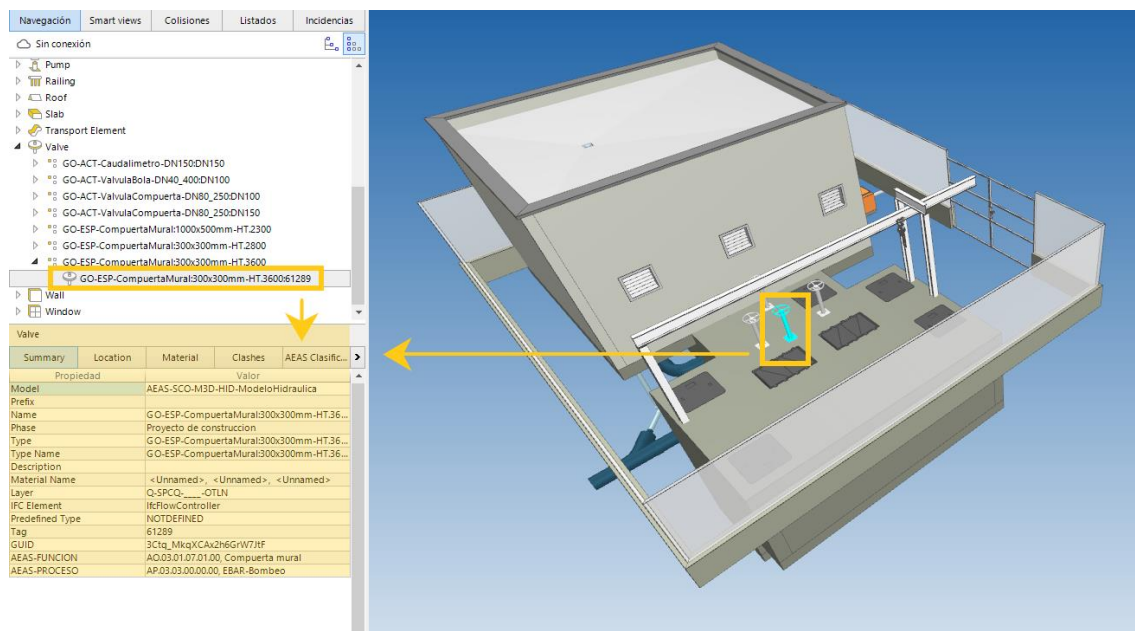 Navegación Smart views Colisiones Listados Incidencias
Sin conexión
Pump
Railing
Roof
Slab
Transport Element
Valve
GO-ACT-Caudalimetro-DN150:DN150
GO-ACT-ValvulaBola-DN40_400:DN100
GO-ACT-ValvulaCompuerta-DN80_250:DN100
GO-ACT-ValvulaCompuerta-DN80_250:DN150
GO-ESP-CompuertaMural:1000x500mm-HT.2300
GO-ESP-CompuertaMural:300x300mm-HT.2800
GO-ESP-CompuertaMural:300x300mm-HT.3600
GO-ESP-CompuertaMural:300x300mm-HT.3600:61289
Wall
Window
Valve
Summary Location Material Clashes AEAS Clasific...
Propiedad Valor
Model AEAS-SCO-M3D-HID-ModeloHidraulica
Prefix
Name GO-ESP-CompuertaMural:300x300mm-HT.36...
Phase Proyecto de construccion
Type GO-ESP-CompuertaMural:300x300mm-HT.36...
Type Name GO-ESP-CompuertaMural:300x300mm-HT.36...
Description
Material Name <Unnamed>, <Unnamed>, <Unnamed>
Layer Q-SPCQ-____-OTLN
IFC Element IfcFlowController
Predefined Type NOTDEFINED
Tag 61289
GUID 3Ctq_MkqXCAx2h6GrW7JtF
AEAS-FUNCION AO.03.01.07.01.00, Compuerta mural
AEAS-PROCESO AP.03.03.00.00.00, EBAR-Bombeo